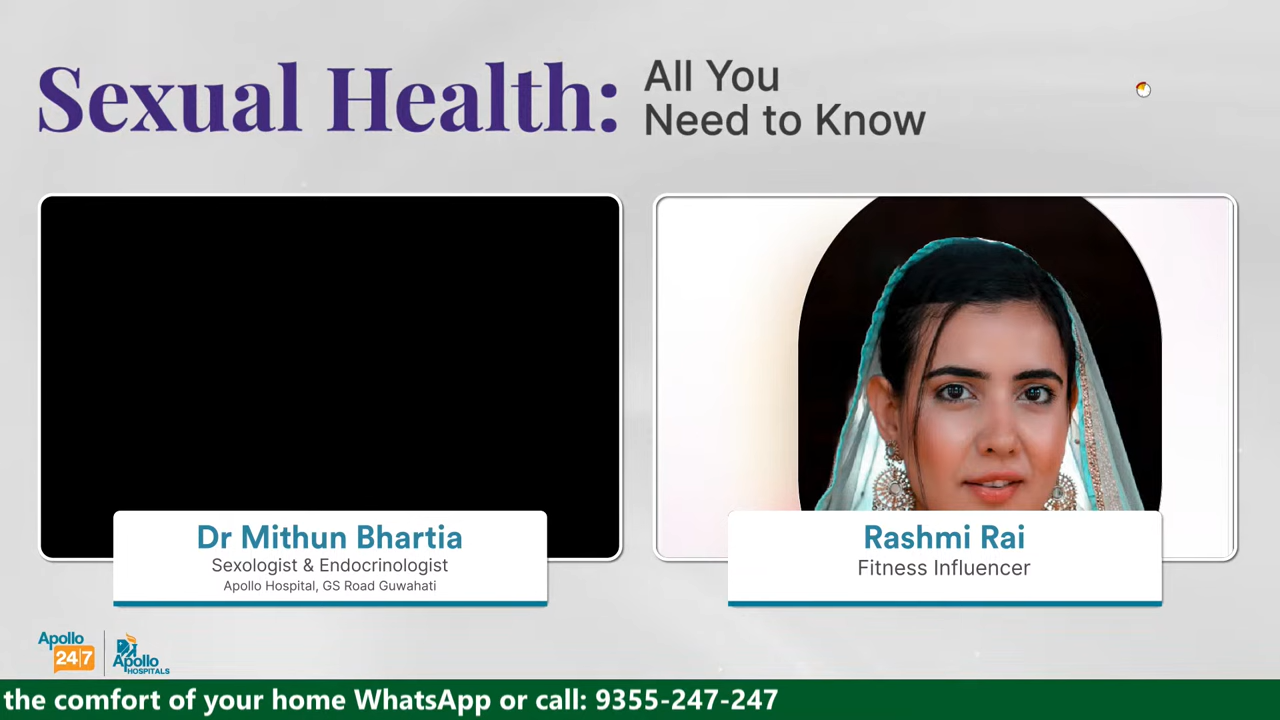 Sexual Health:
All You
Need to Know
Dr Mithun Bhartia
Sexologist & Endocrinologist
Apollo Hospital, GS Road Guwahati
Rashmi Rai
Fitness Influencer
Apollo
24|7
Apollo
HOSPITALS
the comfort of your home WhatsApp or call: 9355-247-247